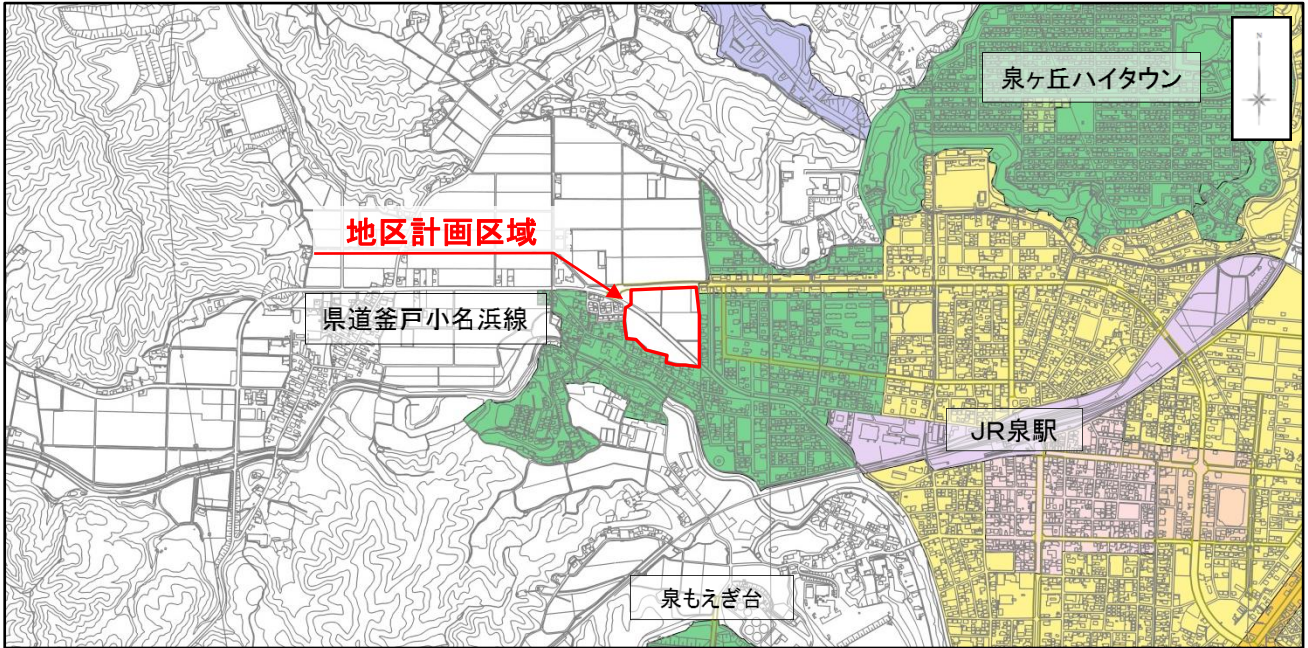 泉ヶ丘ハイタウン
N
地区計画区域
県道釜戸小名浜線
JR泉駅
泉もえぎ台